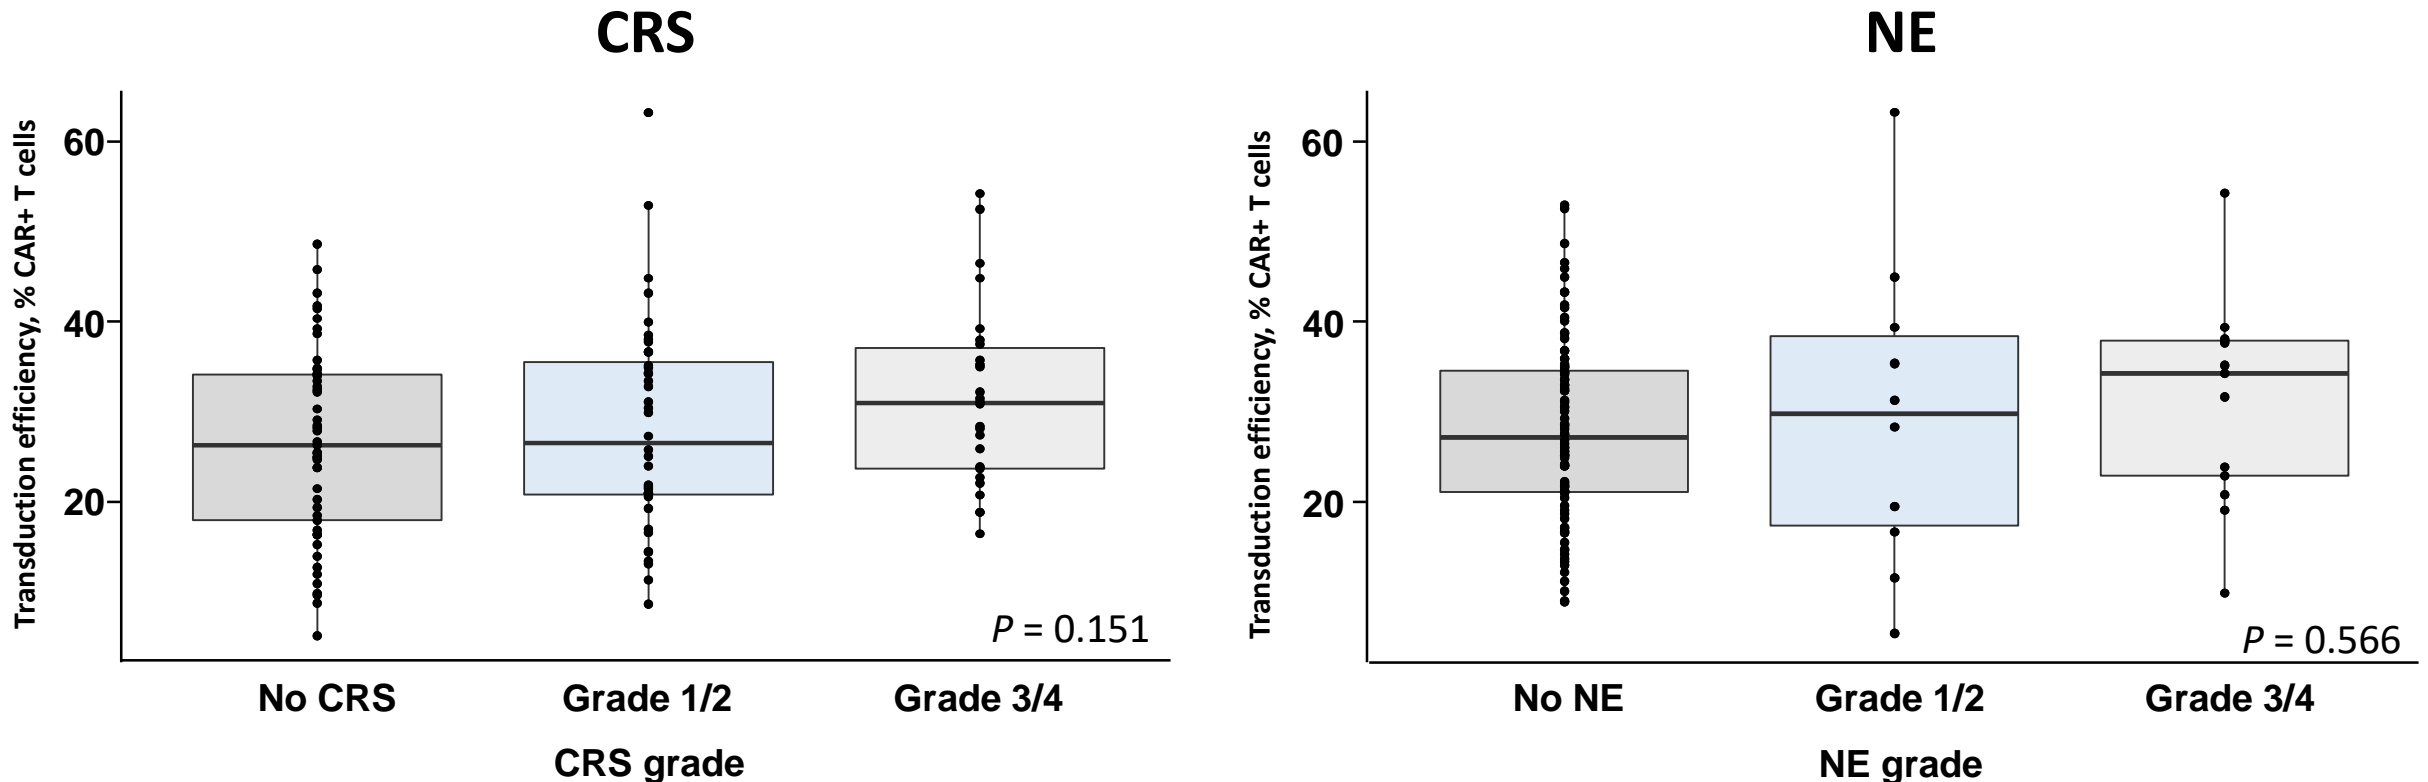 CRS
Transduction efficiency, % CAR+ T cells
60
40
20
P = 0.151
No CRS Grade 1/2 Grade 3/4
CRS grade
NE
Transduction efficiency, % CAR+ T cells
60
40
20
P = 0.566
No NE Grade 1/2 Grade 3/4
NE grade